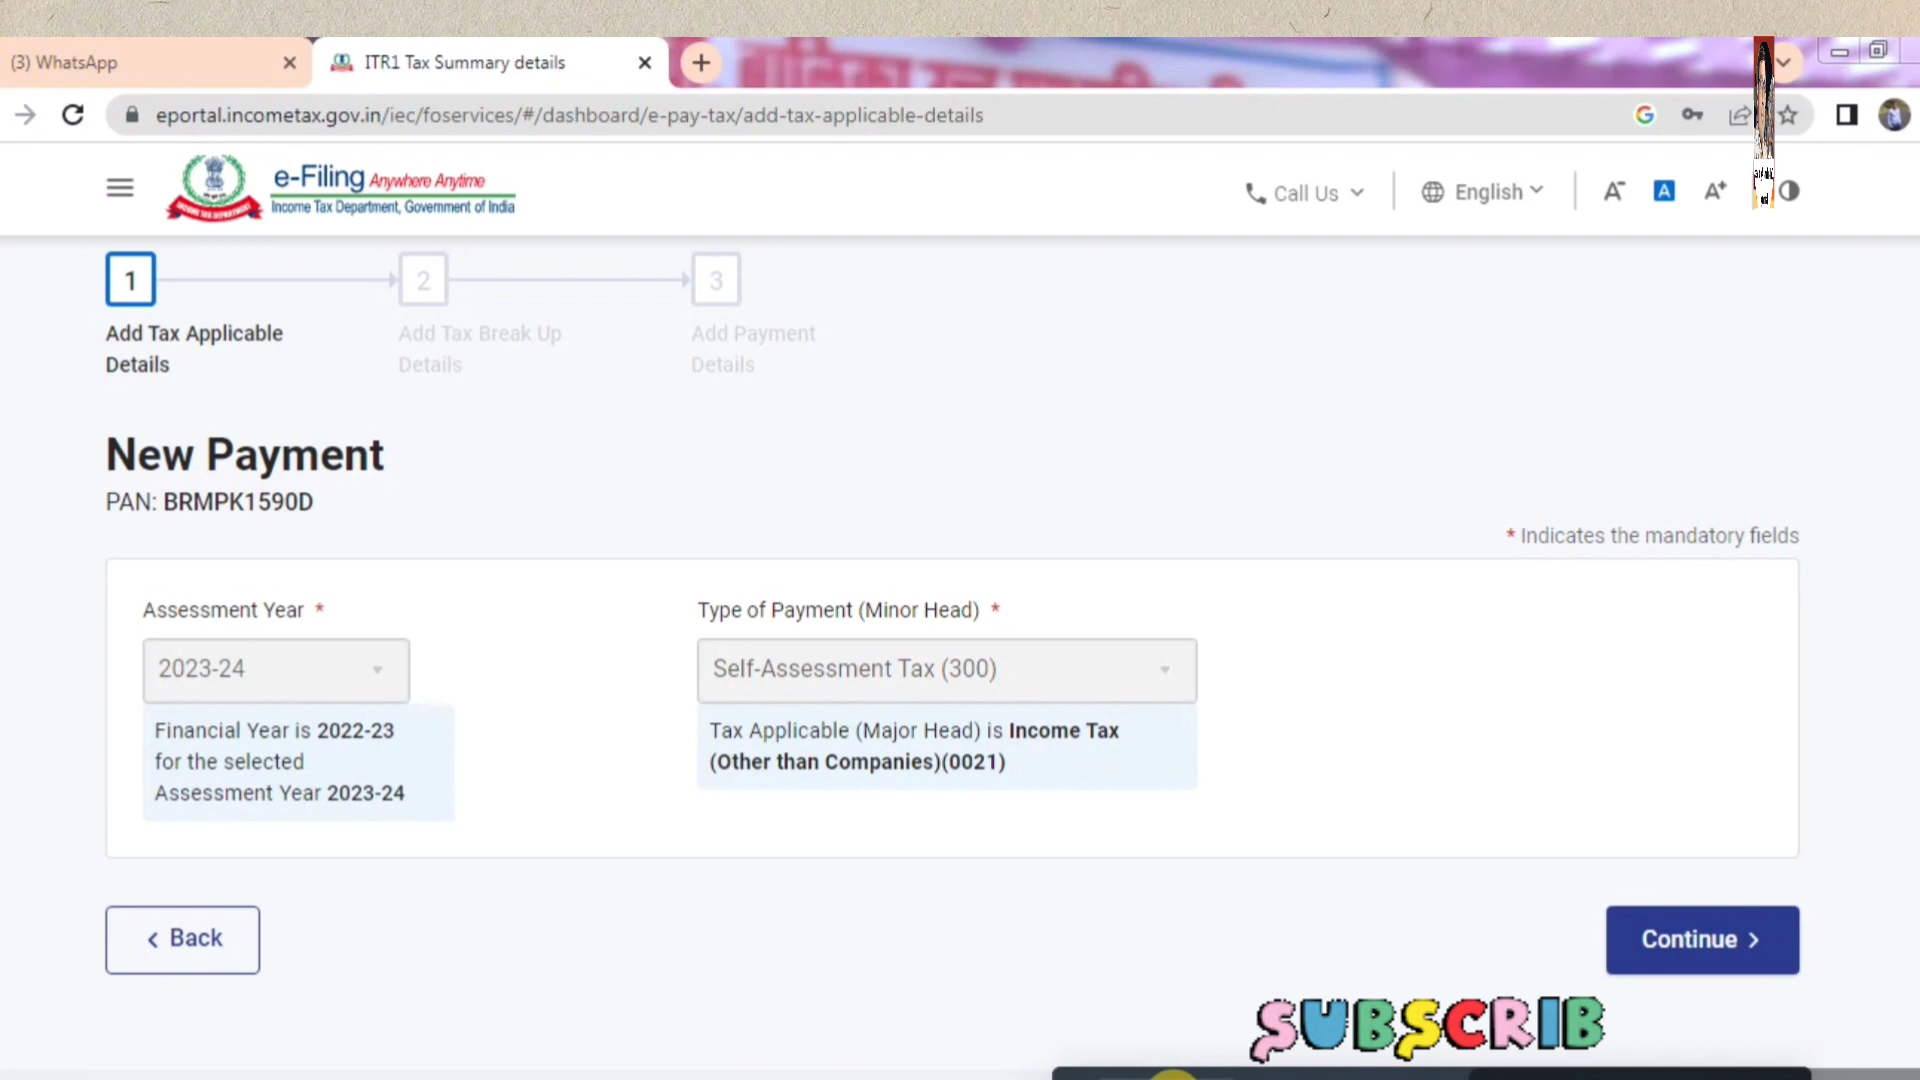 (3) WhatsApp
ITR1 Tax Summary details
eportal.incometax.gov.in/iec/foservices/#/dashboard/e-pay-tax/add-tax-applicable-details
e-Filing Anywhere Anytime
Income Tax Department, Government of India
INCOME TAX DEPARTMENT
Call Us
English
A-
A
A+
1
2
3
Add Tax Applicable
Details
Add Tax Break Up
Details
Add Payment
Details
New Payment
PAN: BRMPK1590D
* Indicates the mandatory fields
Assessment Year *
Type of Payment (Minor Head) *
2023-24
Self-Assessment Tax (300)
Financial Year is 2022-23
for the selected
Assessment Year 2023-24
Tax Applicable (Major Head) is Income Tax
(Other than Companies)(0021)
< Back
Continue >
SUBSCRIB